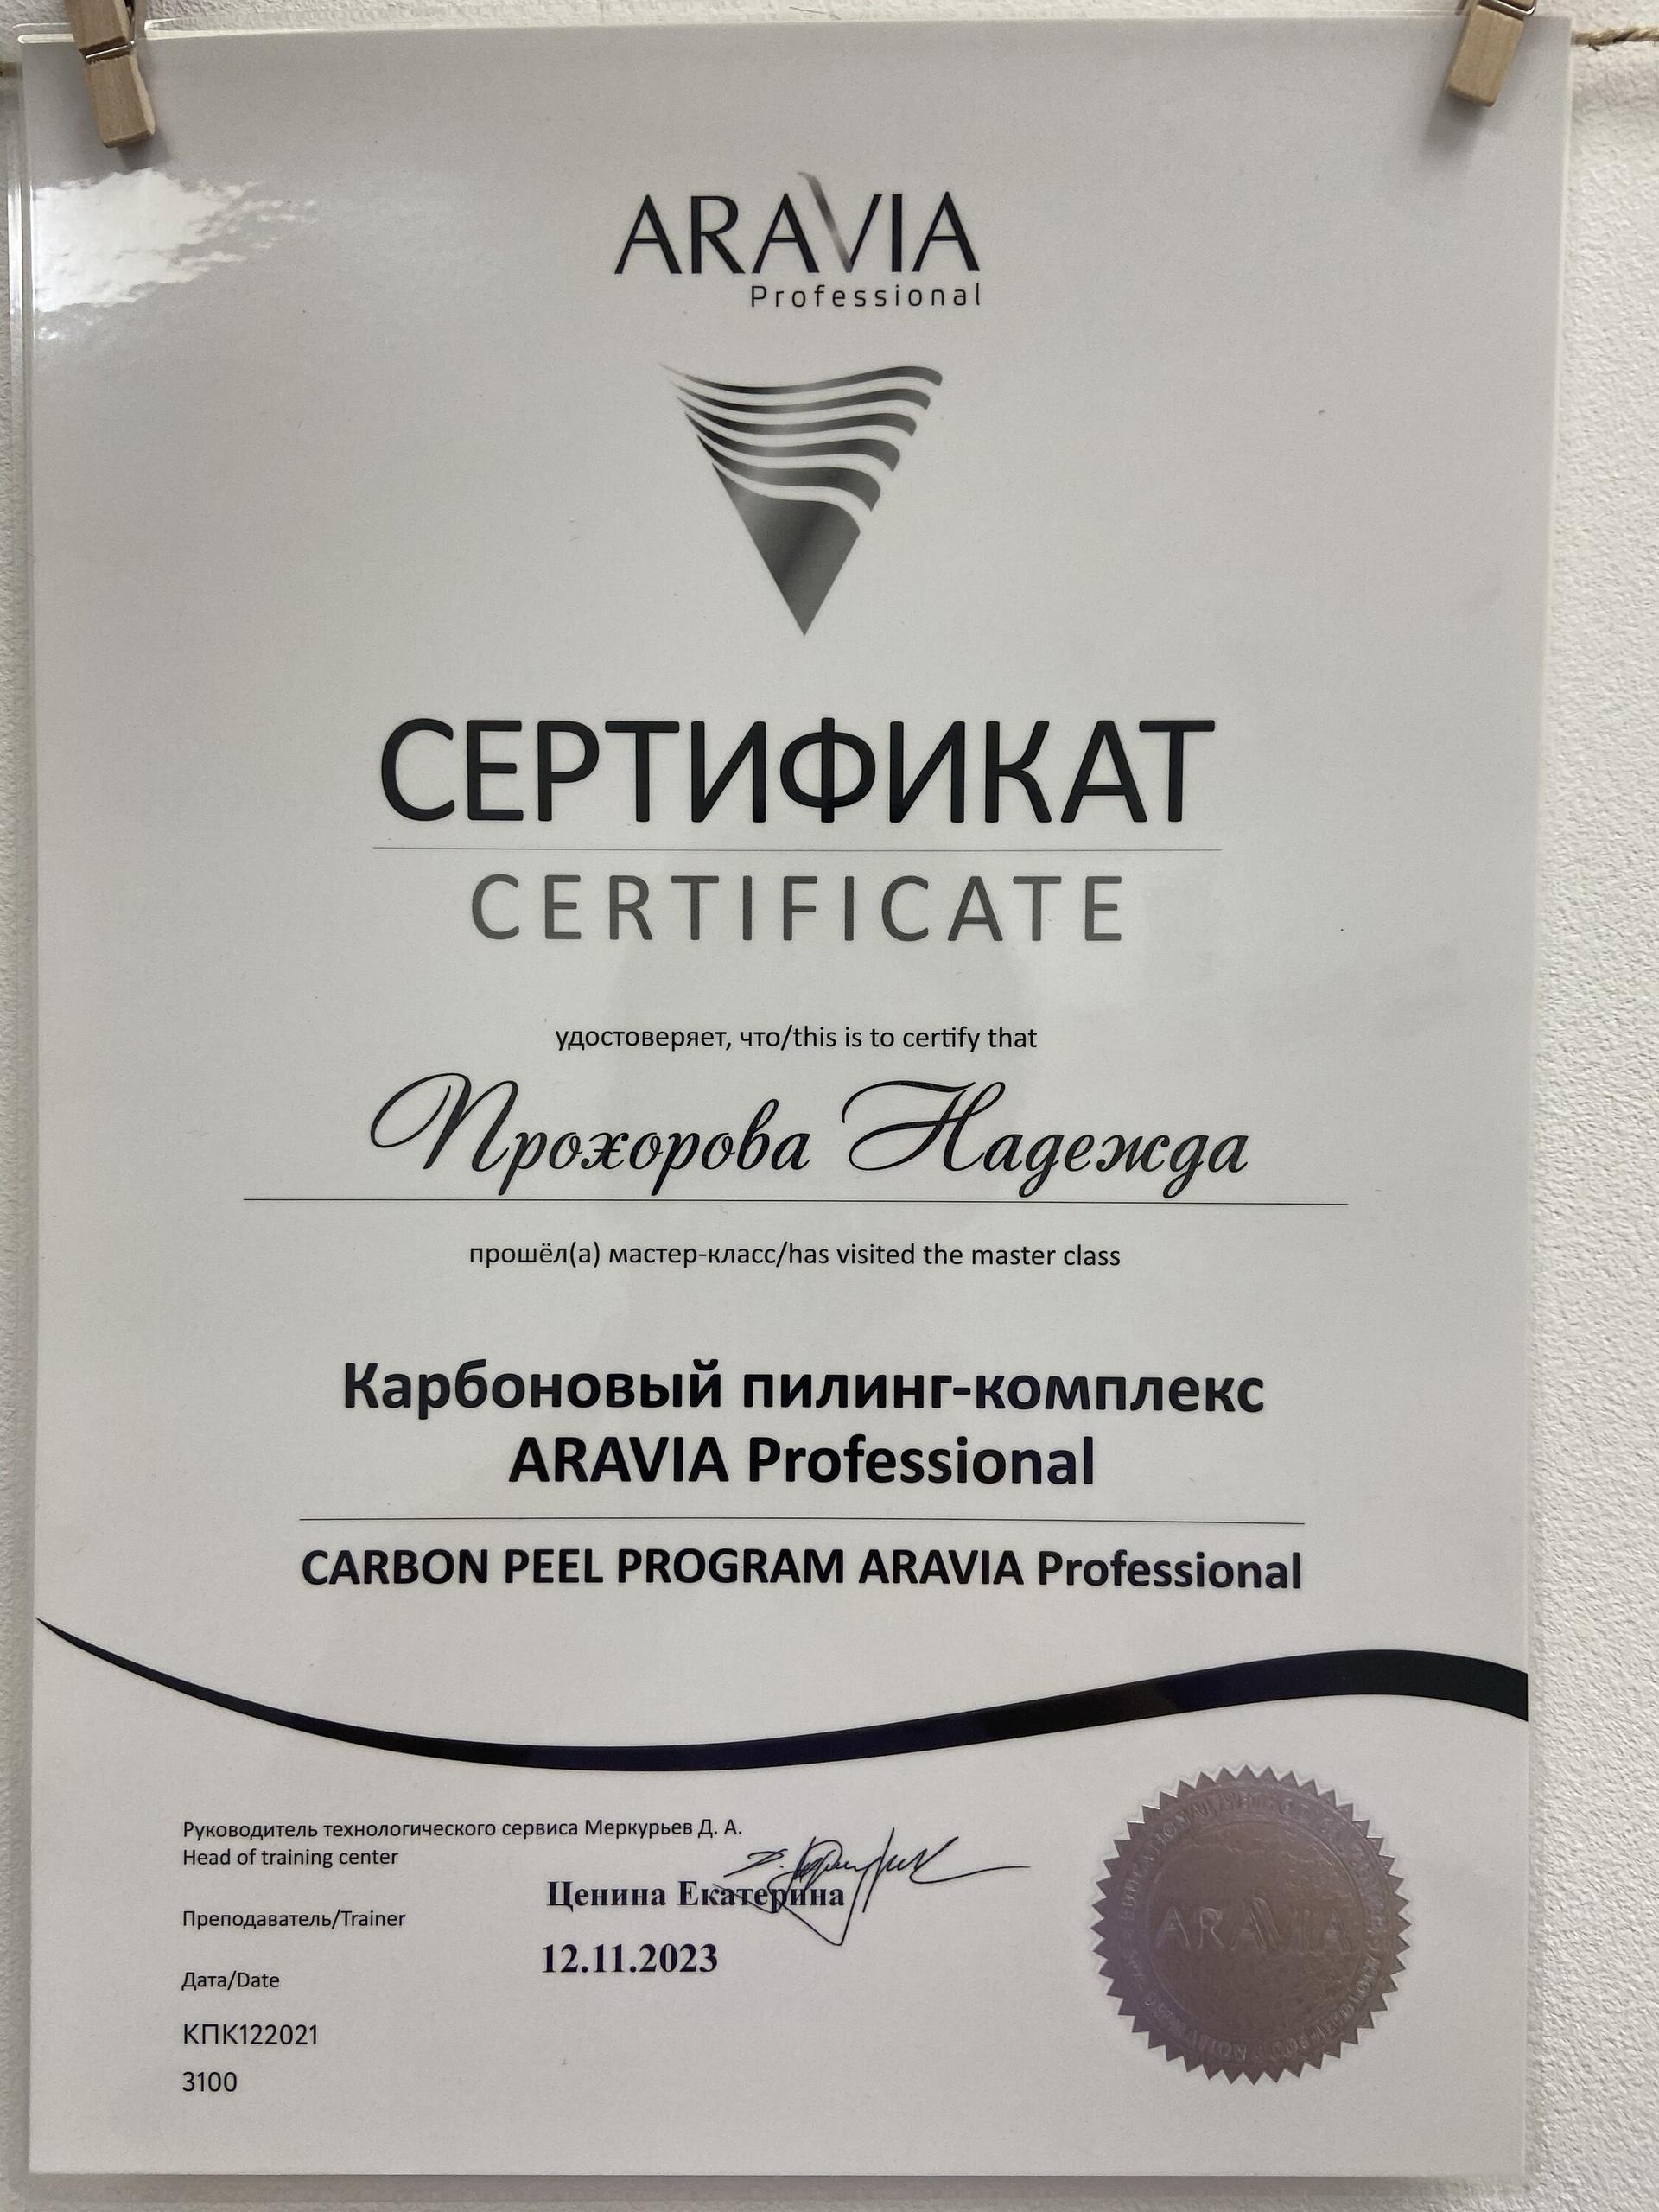 ARAVIA
Professional
СЕРТИФИКАТ
CERTIFICATE
удостоверяет, что/this is to certify that
Прохорова Надежда
прошёл(а) мастер-класс/has visited the master class
Карбоновый пилинг-комплекс
ARAVIA Professional
CARBON PEEL PROGRAM ARAVIA Professional
Руководитель технологического сервиса Меркурьев Д. А.
Head of training center
Ценина Екатерина
Преподаватель/Trainer
12.11.2023
Дата/Date
КПК122021
3100
ARAVIA